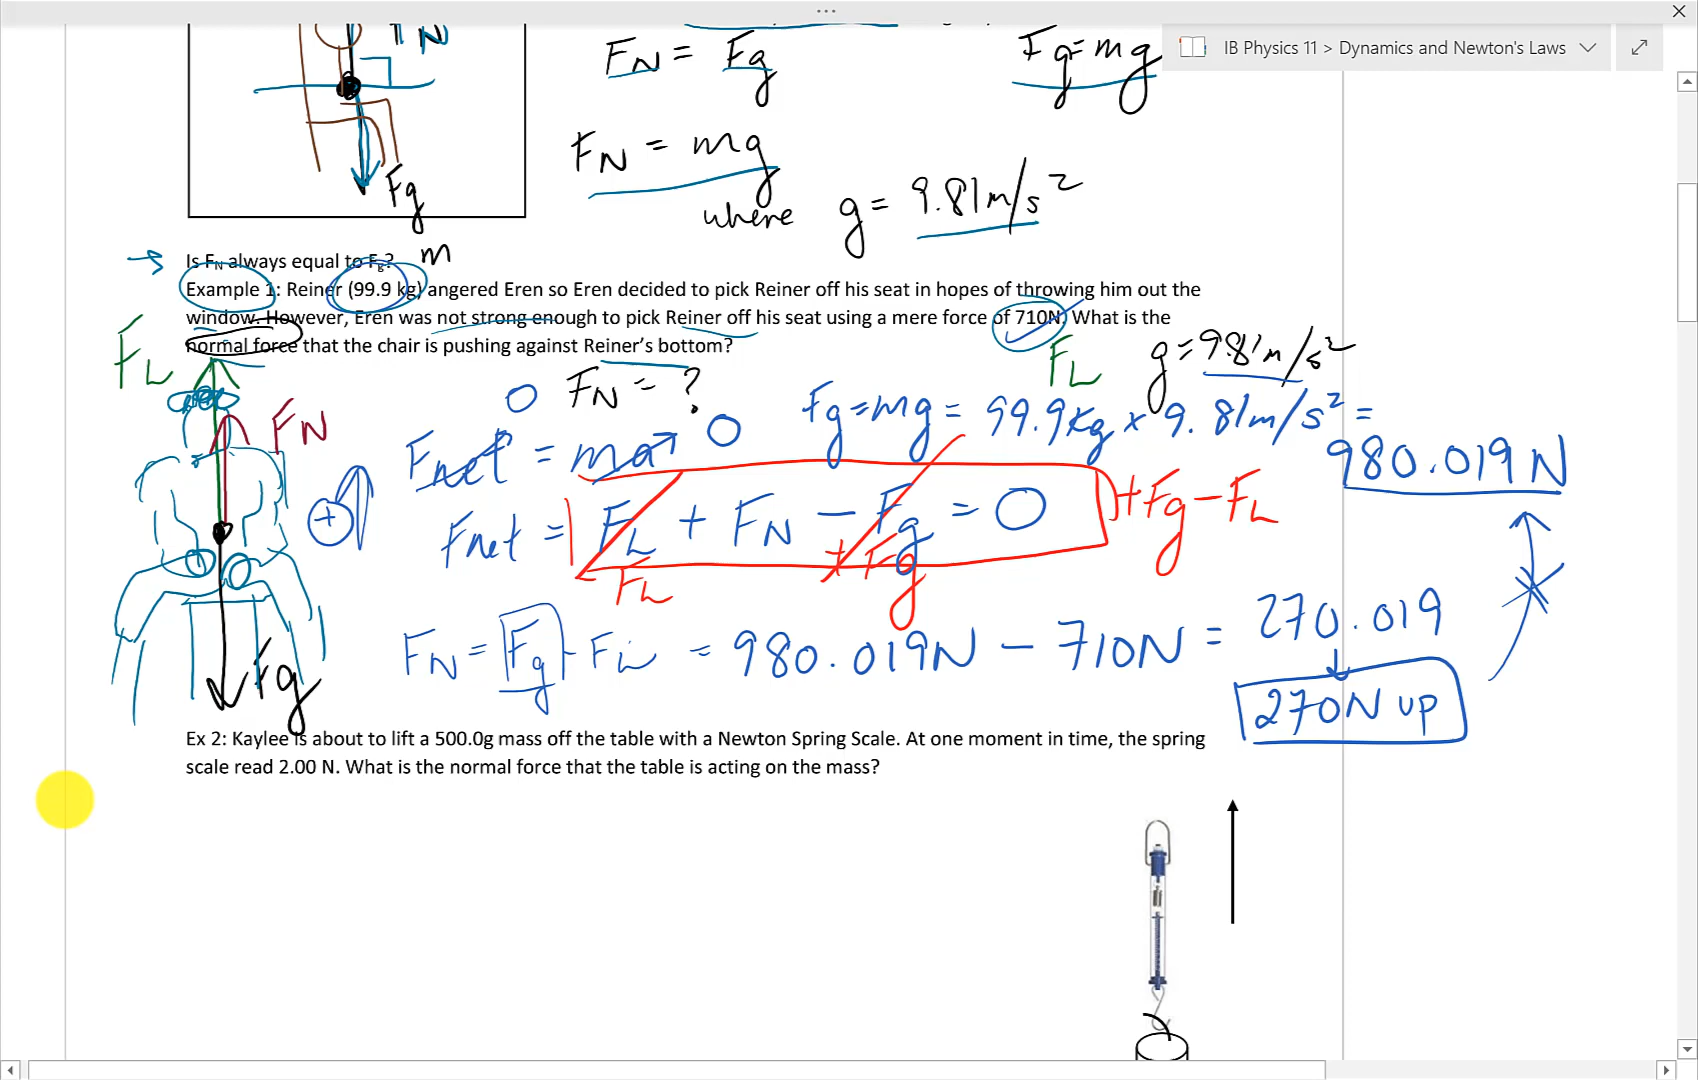 IB Physics 11 > Dynamics and Newton's Laws
N
FN = Fg
Fg = mg
FN = mg
Fg
where g = 9.81 m/s²
m
Is FN always equal to Fg?
Example 1: Reiner (99.9 kg) angered Eren so Eren decided to pick Reiner off his seat in hopes of throwing him out the
window. However, Eren was not strong enough to pick Reiner off his seat using a mere force of 710N. What is the
normal force that the chair is pushing against Reiner's bottom?
FL
FL
g = 9.81 m/s²
0 FN = ?
FN
Fnet = ma 0
Fg = mg = 99.9kg x 9.81m/s² =
980.019 N
+
Fnet = FL + FN - Fg = 0
+Fg - FL
FL
+ Fg
FN = Fg - FL = 980.019N - 710N = 270.019
270N up
Fg
Ex 2: Kaylee is about to lift a 500.0g mass off the table with a Newton Spring Scale. At one moment in time, the spring
scale read 2.00 N. What is the normal force that the table is acting on the mass?